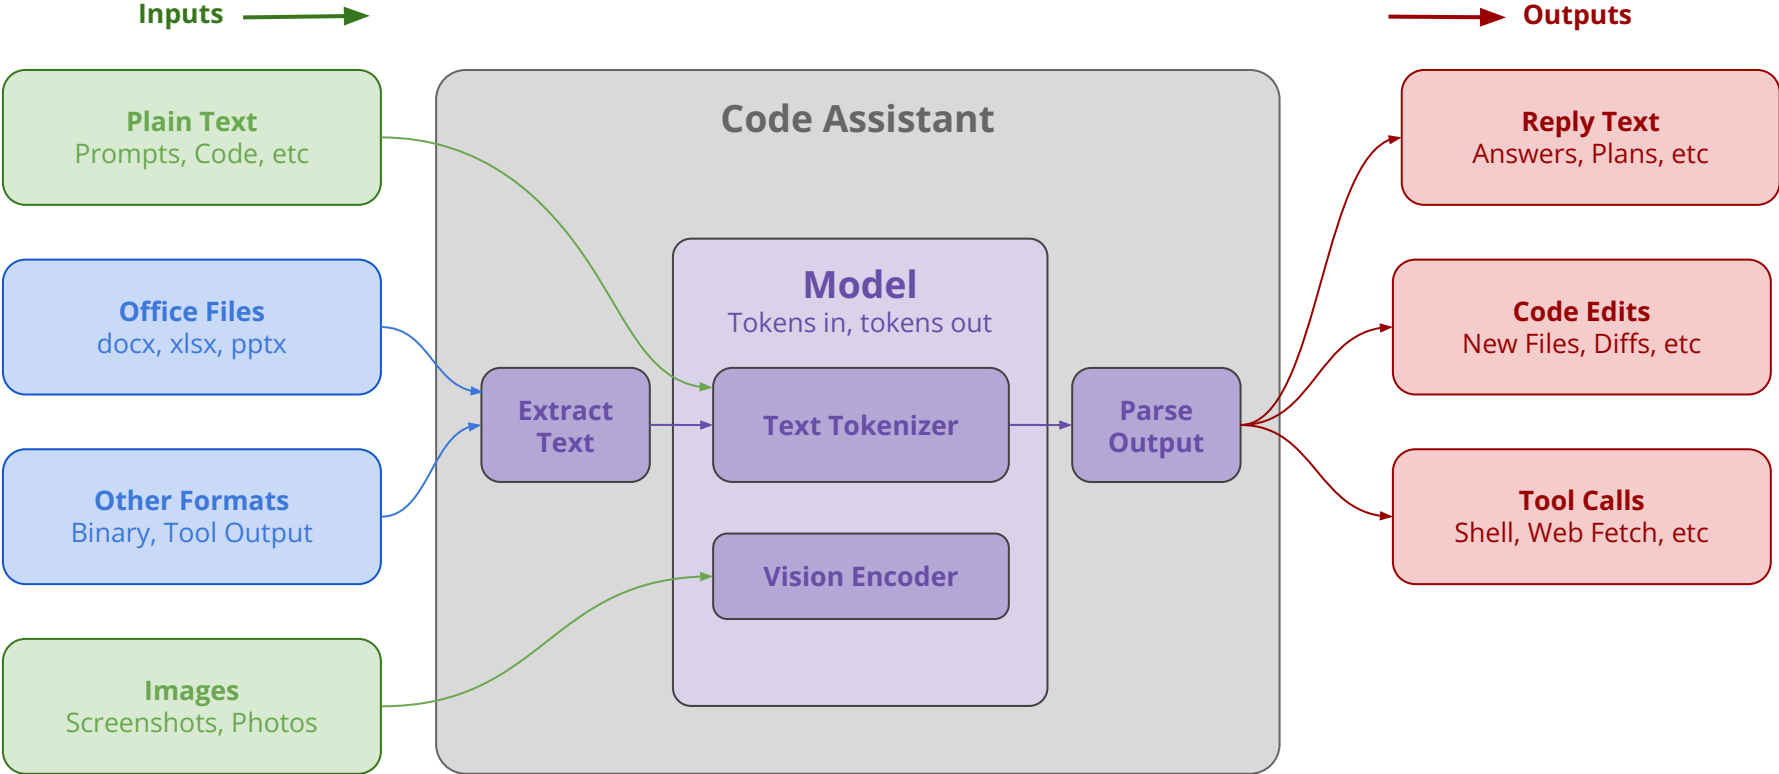 Inputs
Outputs
Plain Text
Prompts, Code, etc
Office Files
docx, xlsx, pptx
Other Formats
Binary, Tool Output
Images
Screenshots, Photos
Code Assistant
Extract
Text
Model
Tokens in, tokens out
Text Tokenizer
Vision Encoder
Parse
Output
Reply Text
Answers, Plans, etc
Code Edits
New Files, Diffs, etc
Tool Calls
Shell, Web Fetch, etc